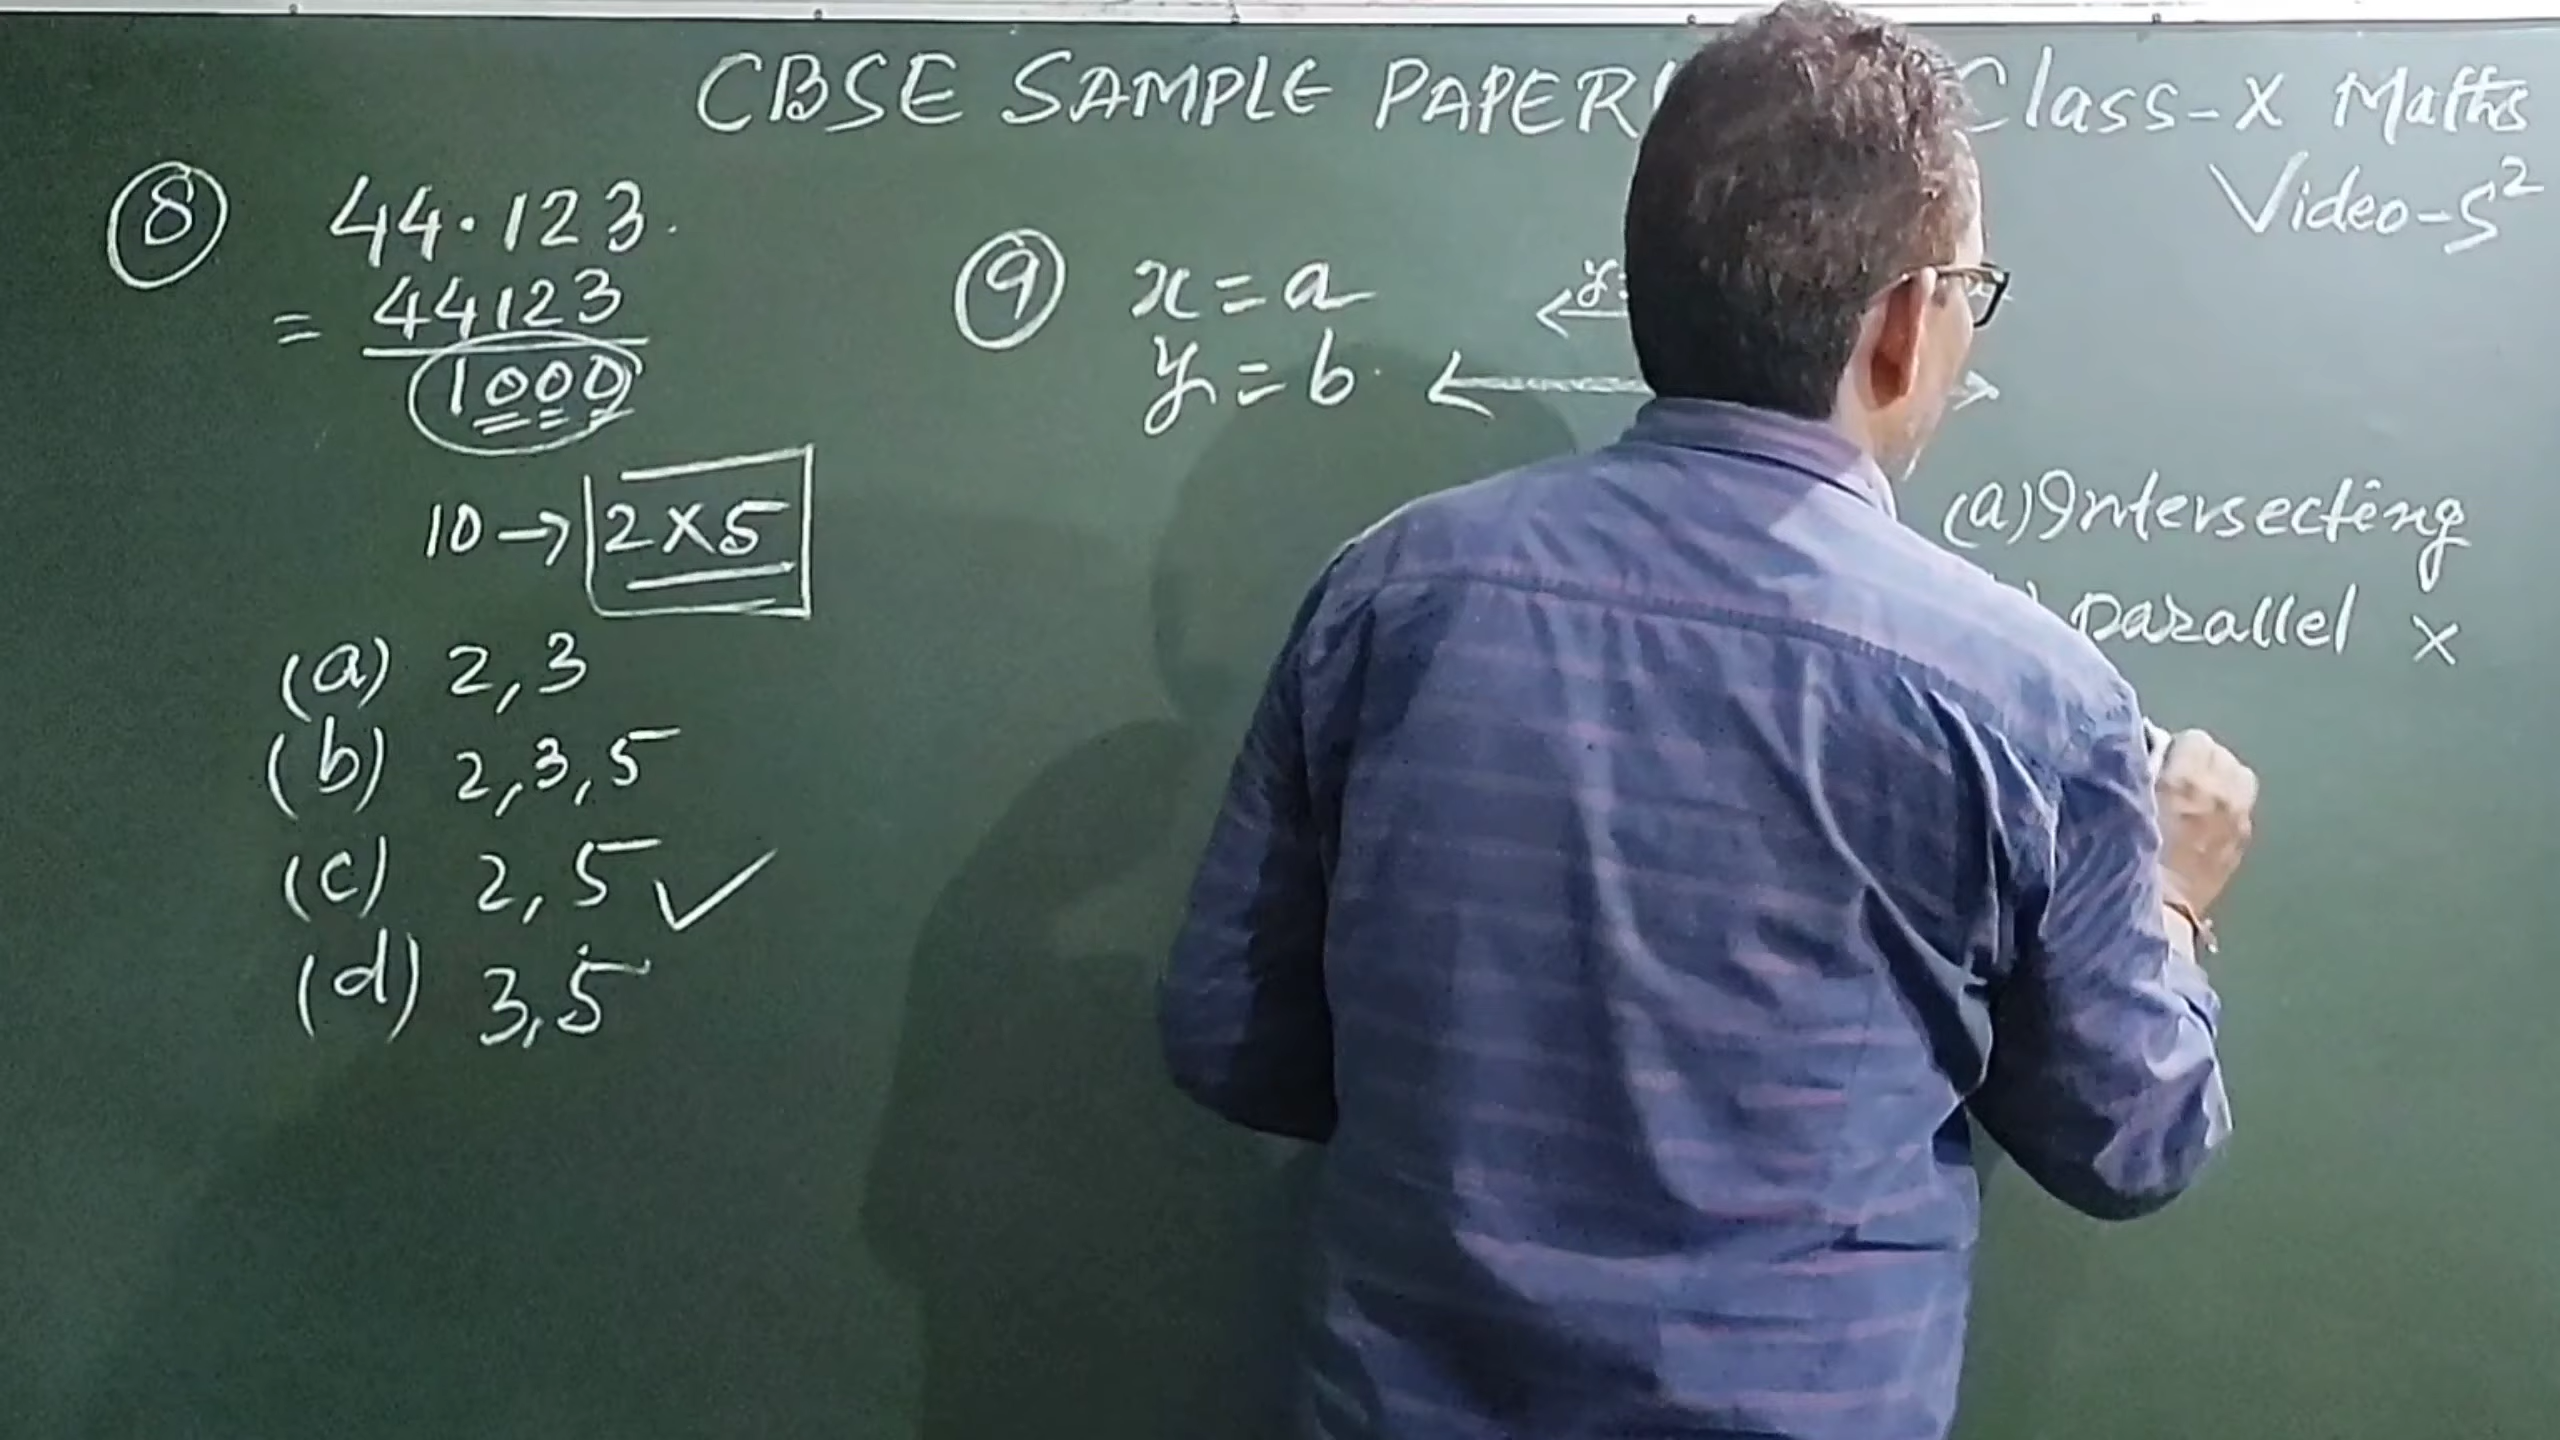 CBSE SAMPLE PAPER Class-X Maths
Video-S²
⑧ 44.123.
= 44123
1000
10 → 2×5
(a) 2,3
(b) 2,3,5
(c) 2,5 ✓
(d) 3,5
⑨ x=a
y=b
(a) Intersecting
) parallel ×